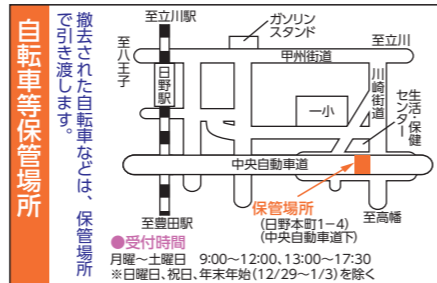 自転車等保管場所
撤去された自転車などは、保管場所
で引き渡します。
至立川駅
ガソリン
スタンド
至八王子
甲州街道
至立川
日野駅
川崎街道
一小
生活・保健
センター
中央自動車道
至豊田駅
保管場所
(日野本町1−4)
(中央自動車道下)
至高幡
●受付時間
月曜〜土曜日 9:00〜12:00、13:00〜17:30
※日曜日、祝日、年末年始(12/29〜1/3)を除く